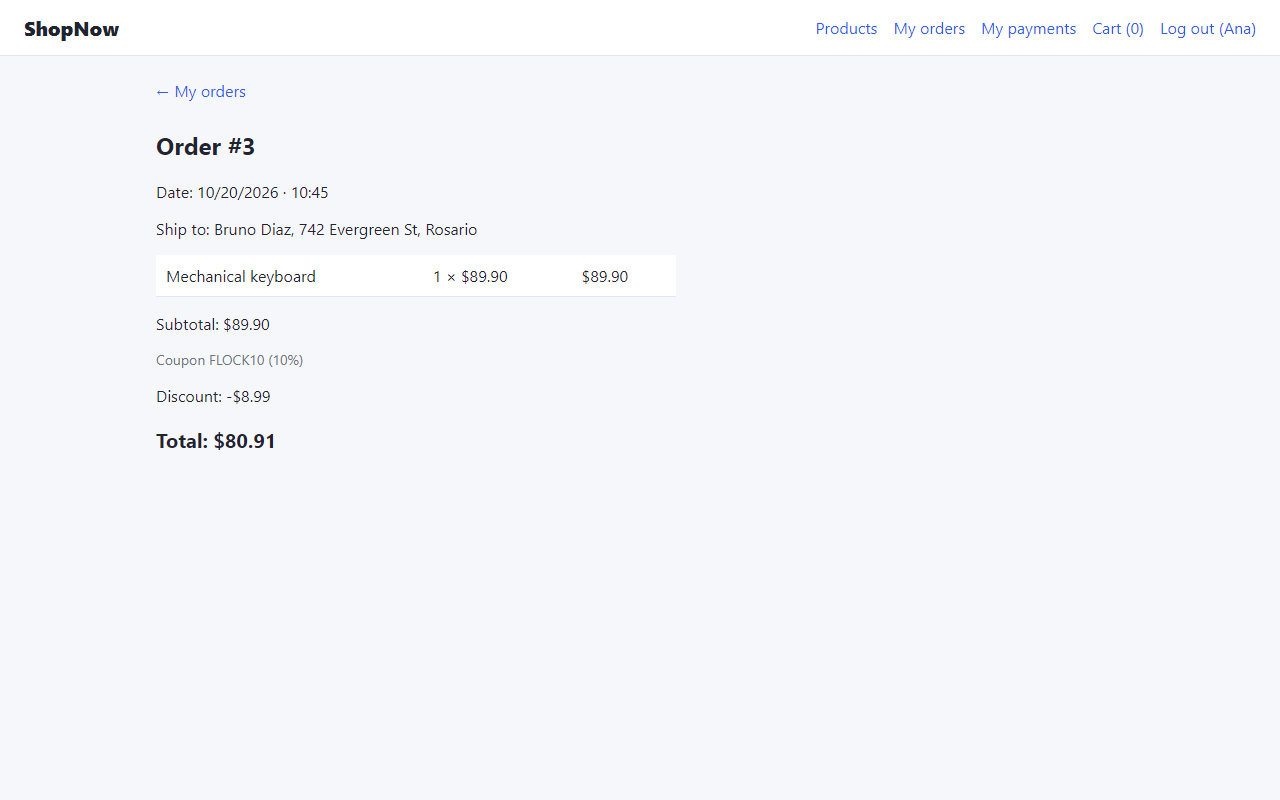 ShopNow
Products My orders My payments Cart (0) Log out (Ana)
← My orders
Order #3
Date: 10/20/2026 · 10:45
Ship to: Bruno Diaz, 742 Evergreen St, Rosario
Mechanical keyboard 1 × $89.90 $89.90
Subtotal: $89.90
Coupon FLOCK10 (10%)
Discount: -$8.99
Total: $80.91